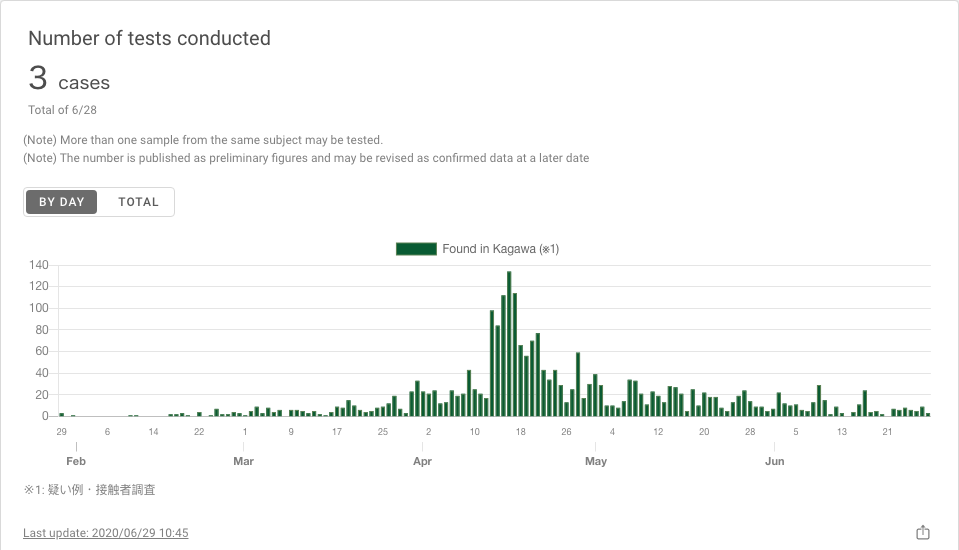 Number of tests conducted
3 cases
Total of 6/28
(Note) More than one sample from the same subject may be tested.
(Note) The number is published as preliminary figures and may be revised as confirmed data at a later date
BY DAY TOTAL
Found in Kagawa (※1)
140
120
100
80
60
40
20
0
29 6 14 22 1 9 17 25 2 10 18 26 4 12 20 28 5 13 21
Feb Mar Apr May Jun
※1: 疑い例・接触者調査
Last update: 2020/06/29 10:45